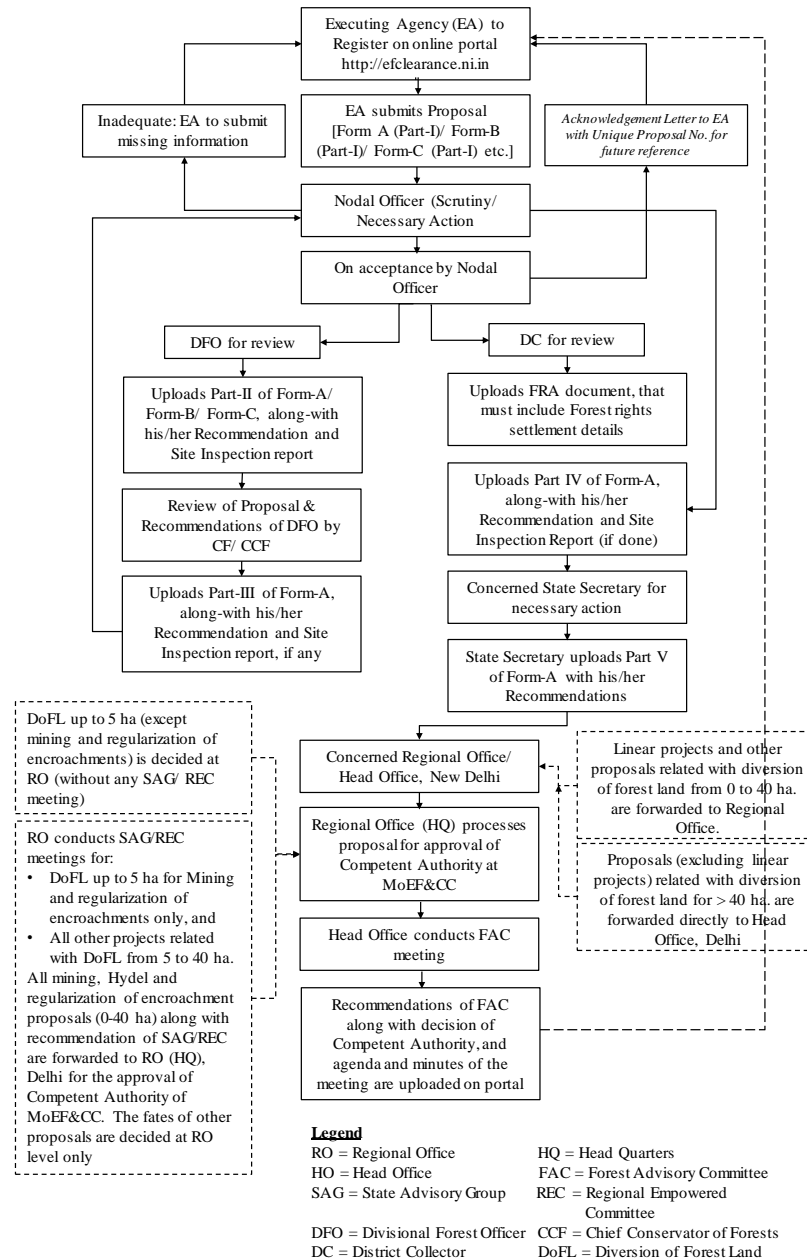 Executing Agency (EA) to
Register on online portal
http://efclearance.ni.in
Inadequate: EA to submit
missing information
EA submits Proposal
[Form A (Part-I)/ Form-B
(Part-I)/ Form-C (Part-I) etc.]
Acknowledgement Letter to EA
with Unique Proposal No. for
future reference
Nodal Officer (Scrutiny/
Necessary Action
On acceptance by Nodal
Officer
DFO for review
DC for review
Uploads Part-II of Form-A/
Form-B/ Form-C, along-with
his/her Recommendation and
Site Inspection report
Uploads FRA document, that
must include Forest rights
settlement details
Review of Proposal &
Recommendations of DFO by
CF/ CCF
Uploads Part IV of Form-A,
along-with his/her
Recommendation and Site
Inspection Report (if done)
Uploads Part-III of Form-A,
along-with his/her
Recommendation and Site
Inspection report, if any
Concerned State Secretary for
necessary action
State Secretary uploads Part V
of Form-A with his/her
Recommendations
DoFL up to 5 ha (except
mining and regularization of
encroachments) is decided at
RO (without any SAG/ REC
meeting)
Concerned Regional Office/
Head Office, New Delhi
Linear projects and other
proposals related with diversion
of forest land from 0 to 40 ha.
are forwarded to Regional
Office.
RO conducts SAG/REC
meetings for:
• DoFL up to 5 ha for Mining
and regularization of
encroachments only, and
• All other projects related
with DoFL from 5 to 40 ha.
All mining, Hydel and
regularization of encroachment
proposals (0-40 ha) along with
recommendation of SAG/REC
are forwarded to RO (HQ),
Delhi for the approval of
Competent Authority of
MoEF&CC. The fates of other
proposals are decided at RO
level only
Regional Office (HQ) processes
proposal for approval of
Competent Authority at
MoEF&CC
Proposals (excluding linear
projects) related with diversion
of forest land for > 40 ha. are
forwarded directly to Head
Office, Delhi
Head Office conducts FAC
meeting
Recommendations of FAC
along with decision of
Competent Authority, and
agenda and minutes of the
meeting are uploaded on portal
Legend
RO = Regional Office HQ = Head Quarters
HO = Head Office FAC = Forest Advisory Committee
SAG = State Advisory Group REC = Regional Empowered
Committee
DFO = Divisional Forest Officer CCF = Chief Conservator of Forests
DC = District Collector DoFL = Diversion of Forest Land